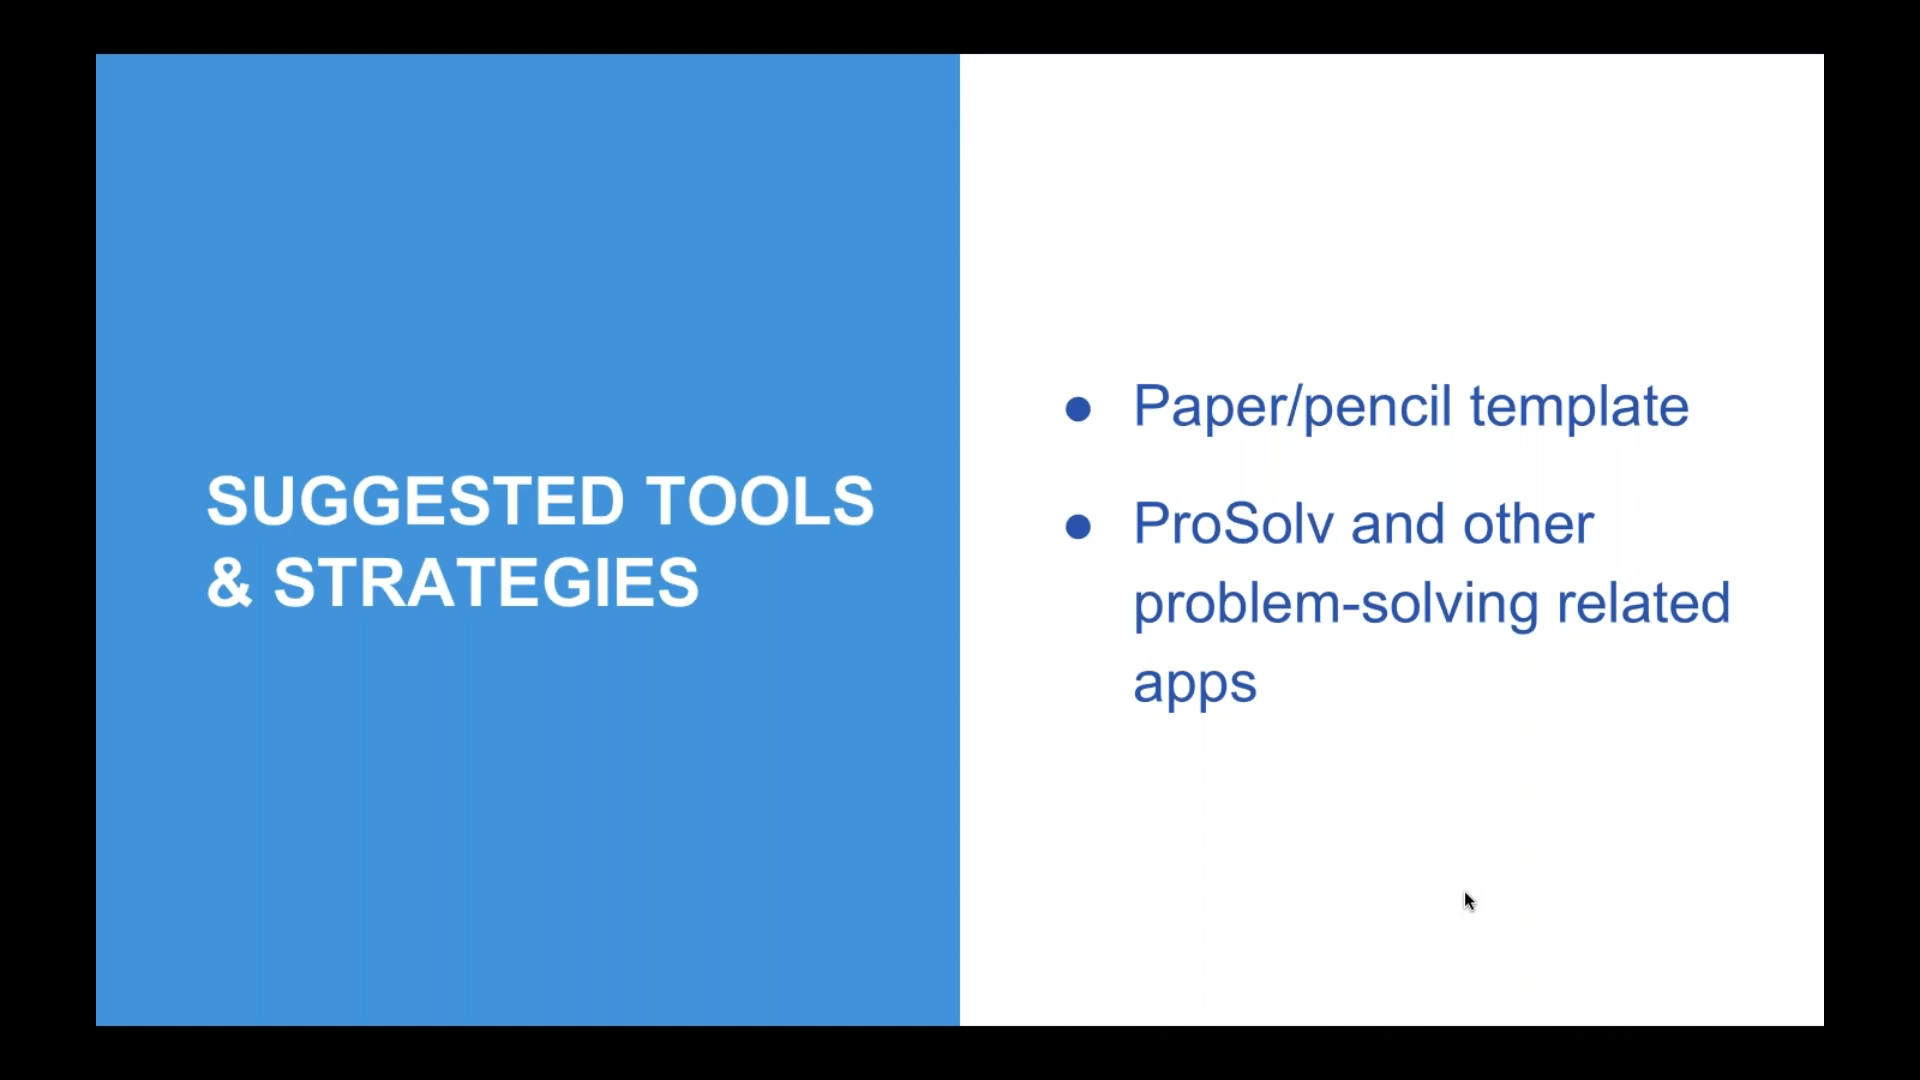 SUGGESTED TOOLS
& STRATEGIES
● Paper/pencil template
● ProSolv and other
problem-solving related
apps